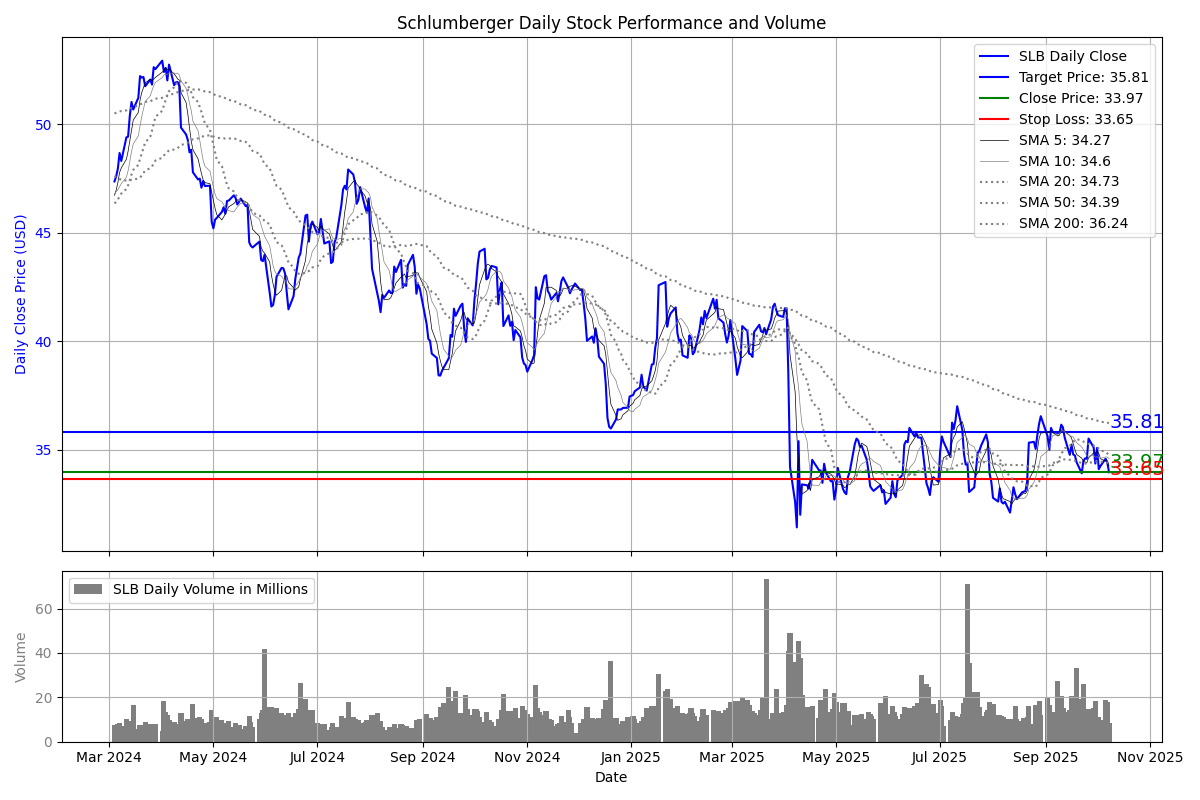 Schlumberger Daily Stock Performance and Volume
Daily Close Price (USD)
50
45
40
35
SLB Daily Close
Target Price: 35.81
Close Price: 33.97
Stop Loss: 33.65
SMA 5: 34.27
SMA 10: 34.6
SMA 20: 34.73
SMA 50: 34.39
SMA 200: 36.24
35.81
33.97
33.65
SLB Daily Volume in Millions
Volume
60
40
20
0
Mar 2024 May 2024 Jul 2024 Sep 2024 Nov 2024 Jan 2025 Mar 2025 May 2025 Jul 2025 Sep 2025 Nov 2025
Date